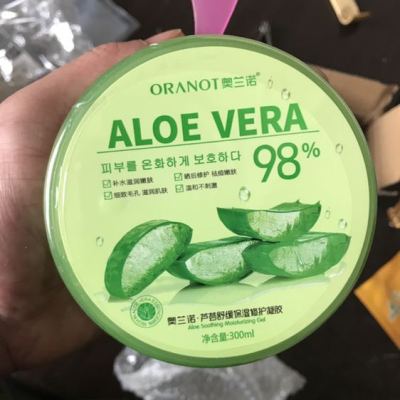 ORANOT奥兰诺®
ALOE VERA
피부를 온화하게 보호하다
98%
☑补水滋润嫩肤 ☑晒后修护 祛痘嫩肤
☑细致毛孔 滋润肌肤 ☑温和不刺激
奥兰诺·芦荟舒缓保湿修护凝胶
Aloe Soothing Moisturizing Gel
净含量:300ml